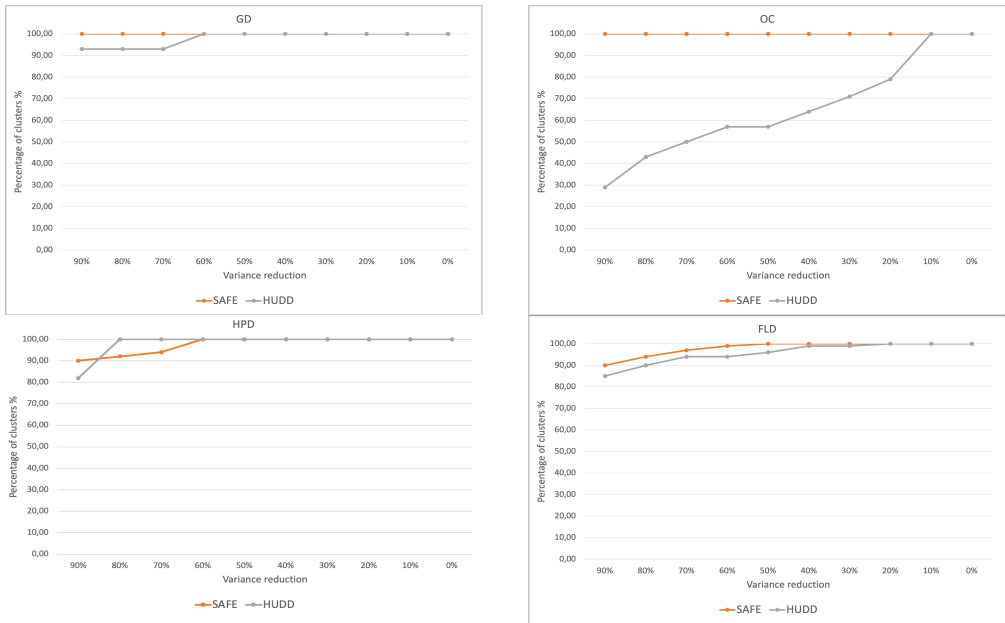 GD
Percentage of clusters %
100,00
90,00
80,00
70,00
60,00
50,00
40,00
30,00
20,00
10,00
0,00
90% 80% 70% 60% 50% 40% 30% 20% 10% 0%
Variance reduction
SAFE HUDD
OC
Percentage of clusters %
100,00
90,00
80,00
70,00
60,00
50,00
40,00
30,00
20,00
10,00
0,00
90% 80% 70% 60% 50% 40% 30% 20% 10% 0%
Variance reduction
SAFE HUDD
HPD
Percentage of clusters %
100,00
90,00
80,00
70,00
60,00
50,00
40,00
30,00
20,00
10,00
0,00
90% 80% 70% 60% 50% 40% 30% 20% 10% 0%
Variance reduction
SAFE HUDD
FLD
Percentage of clusters %
100,00
90,00
80,00
70,00
60,00
50,00
40,00
30,00
20,00
10,00
0,00
90% 80% 70% 60% 50% 40% 30% 20% 10% 0%
Variance reduction
SAFE HUDD